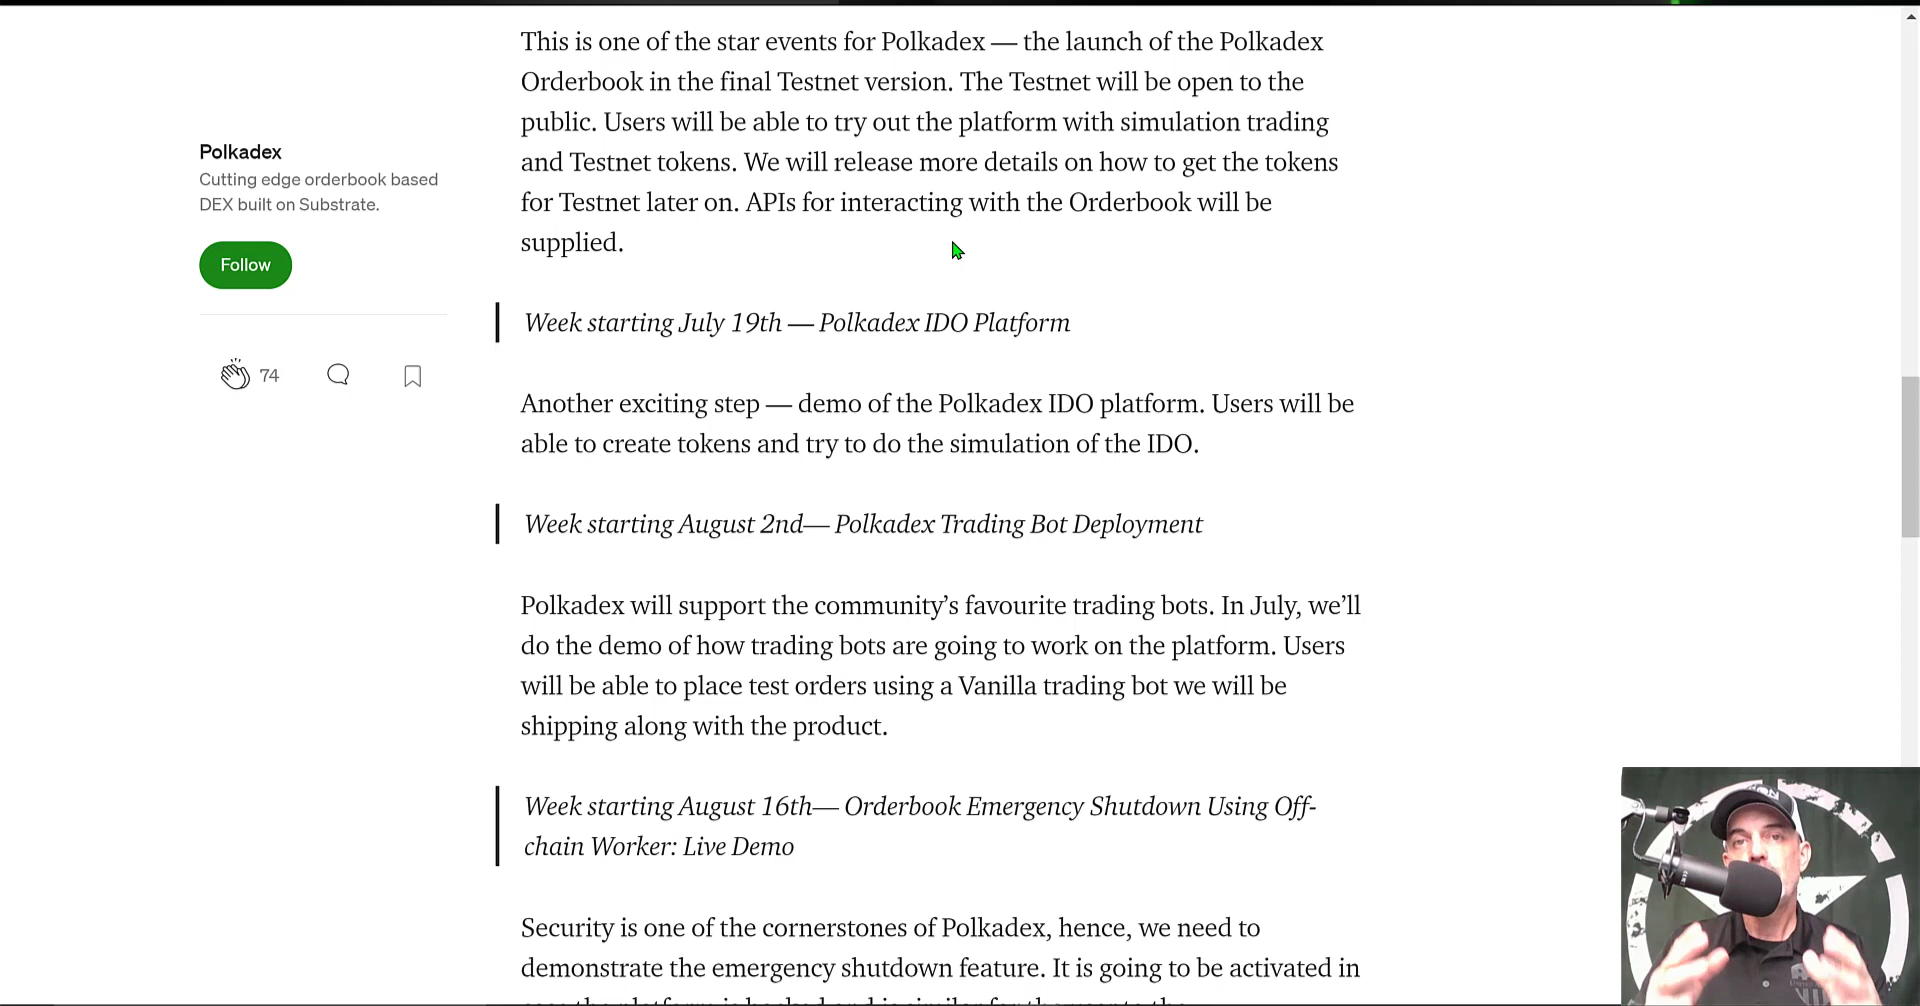 This is one of the star events for Polkadex — the launch of the Polkadex
Orderbook in the final Testnet version. The Testnet will be open to the
public. Users will be able to try out the platform with simulation trading
and Testnet tokens. We will release more details on how to get the tokens
for Testnet later on. APIs for interacting with the Orderbook will be
supplied.
Polkadex
Cutting edge orderbook based
DEX built on Substrate.
Follow
74
Week starting July 19th — Polkadex IDO Platform
Another exciting step — demo of the Polkadex IDO platform. Users will be
able to create tokens and try to do the simulation of the IDO.
Week starting August 2nd— Polkadex Trading Bot Deployment
Polkadex will support the community’s favourite trading bots. In July, we’ll
do the demo of how trading bots are going to work on the platform. Users
will be able to place test orders using a Vanilla trading bot we will be
shipping along with the product.
Week starting August 16th— Orderbook Emergency Shutdown Using Off-
chain Worker: Live Demo
Security is one of the cornerstones of Polkadex, hence, we need to
demonstrate the emergency shutdown feature. It is going to be activated in